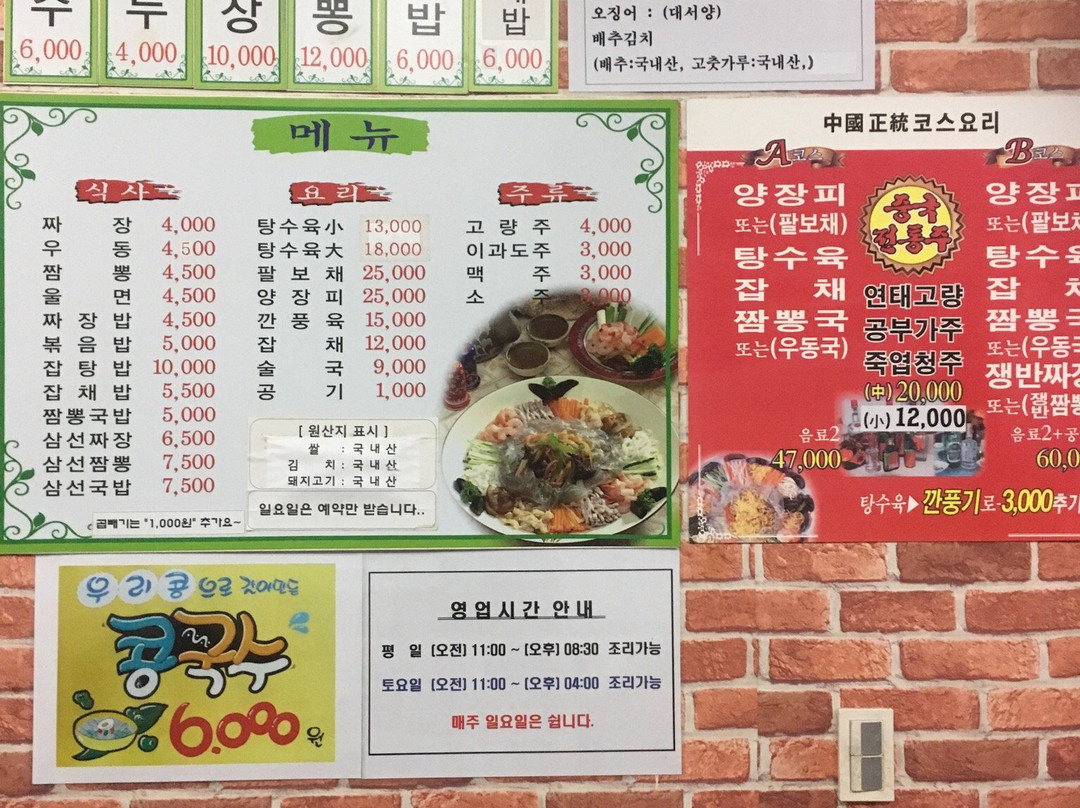 수 두 장 뽕 밥 밥
6,000 4,000 10,000 12,000 6,000 6,000
오징어 : (대서양)
배추김치
(배추:국내산, 고춧가루:국내산,)
메 뉴
식사
짜 장 4,000
우 동 4,500
짬 뽕 4,500
울 면 4,500
짜 장 밥 4,500
볶 음 밥 5,000
잡 탕 밥 10,000
잡 채 밥 5,500
짬뽕국밥 5,000
삼선짜장 6,500
삼선짬뽕 7,500
삼선국밥 7,500
곱빼기는 "1,000원" 추가요~
요리
탕수육小 13,000
탕수육大 18,000
팔 보 채 25,000
양 장 피 25,000
깐 풍 육 15,000
잡 채 12,000
술 국 9,000
공 기 1,000
[ 원산지 표시 ]
쌀 : 국 내 산
김 치 : 국 내 산
돼지고기 : 국 내 산
일요일은 예약만 받습니다..
주류
고 량 주 4,000
이과도주 3,000
맥 주 3,000
소 주 3,000
中國正統코스요리
A코스
양장피
또는(팔보채)
탕수육
잡 채
짬뽕국
또는(우동국)
음료2
47,000
중국
전통주
연태고량
공부가주
죽엽청주
(中) 20,000
(小) 12,000
B코스
양장피
또는(팔보채
탕수육
잡
짬뽕국
또는(우동국
쟁반짜장
또는(쟁반짬뽕
음료2+공
60,0
탕수육▶깐풍기로 3,000추가
우리콩으로 갓만든
콩국수
6.000원
영업시간 안내
평 일 (오전) 11:00 ~ (오후) 08:30 조리가능
토요일 (오전) 11:00 ~ (오후) 04:00 조리가능
매주 일요일은 쉽니다.